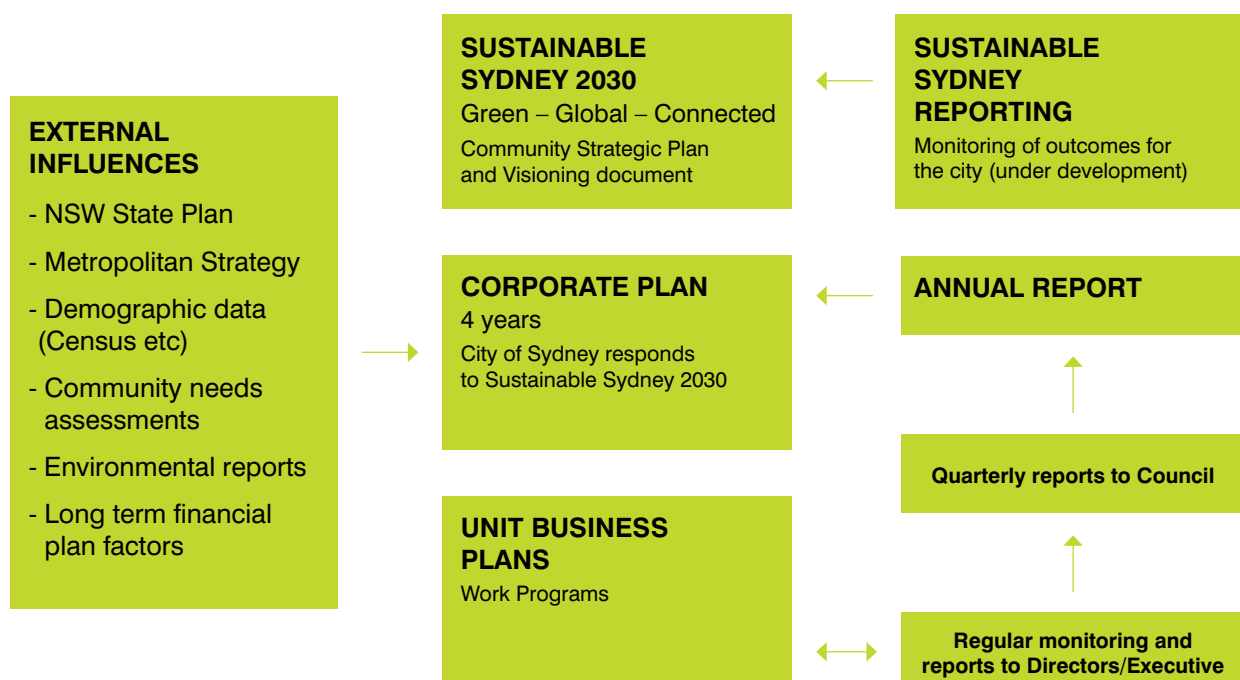 EXTERNAL
INFLUENCES
- NSW State Plan
- Metropolitan Strategy
- Demographic data
(Census etc)
- Community needs
assessments
- Environmental reports
- Long term financial
plan factors
SUSTAINABLE
SYDNEY 2030
Green – Global – Connected
Community Strategic Plan
and Visioning document
CORPORATE PLAN
4 years
City of Sydney responds
to Sustainable Sydney 2030
UNIT BUSINESS
PLANS
Work Programs
SUSTAINABLE
SYDNEY
REPORTING
Monitoring of outcomes for
the city (under development)
ANNUAL REPORT
Quarterly reports to Council
Regular monitoring and
reports to Directors/Executive